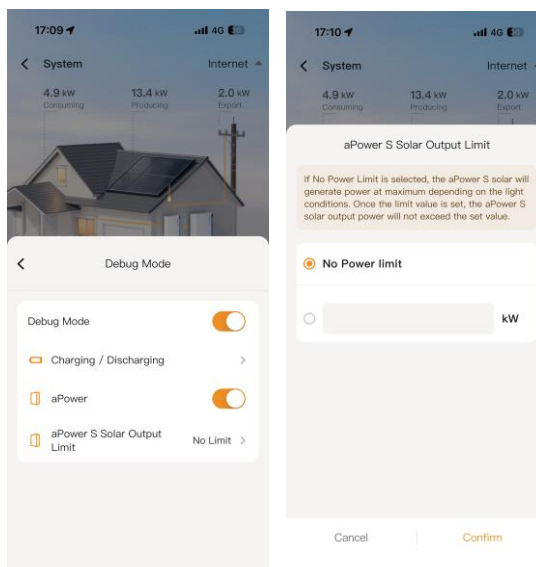 17:09
4G
System
Internet
4.9 kW
13.4 kW
2.0 kW
Consuming
Producing
Export
Debug Mode
Debug Mode
Charging / Discharging
aPower
aPower S Solar Output
Limit
No Limit
17:10
4G
System
Internet
4.9 kW
13.4 kW
2.0 kW
Consuming
Producing
Export
aPower S Solar Output Limit
If No Power Limit is selected, the aPower S solar will
generate power at maximum depending on the light
conditions. Once the limit value is set, the aPower S
solar output power will not exceed the set value.
No Power limit
kW
Cancel
Confirm